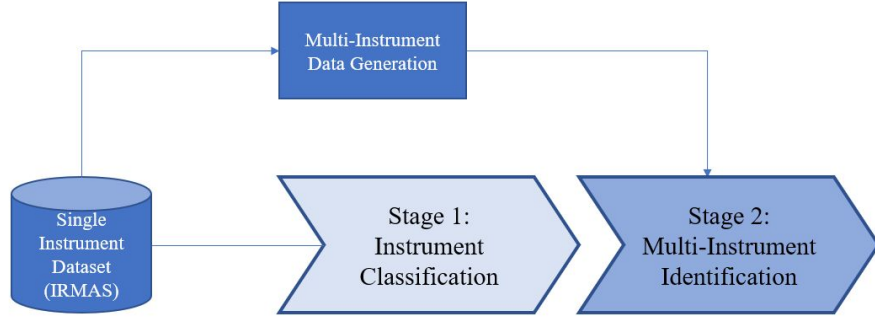 Multi-Instrument
Data Generation
Single
Instrument
Dataset
(IRMAS)
Stage 1:
Instrument
Classification
Stage 2:
Multi-Instrument
Identification